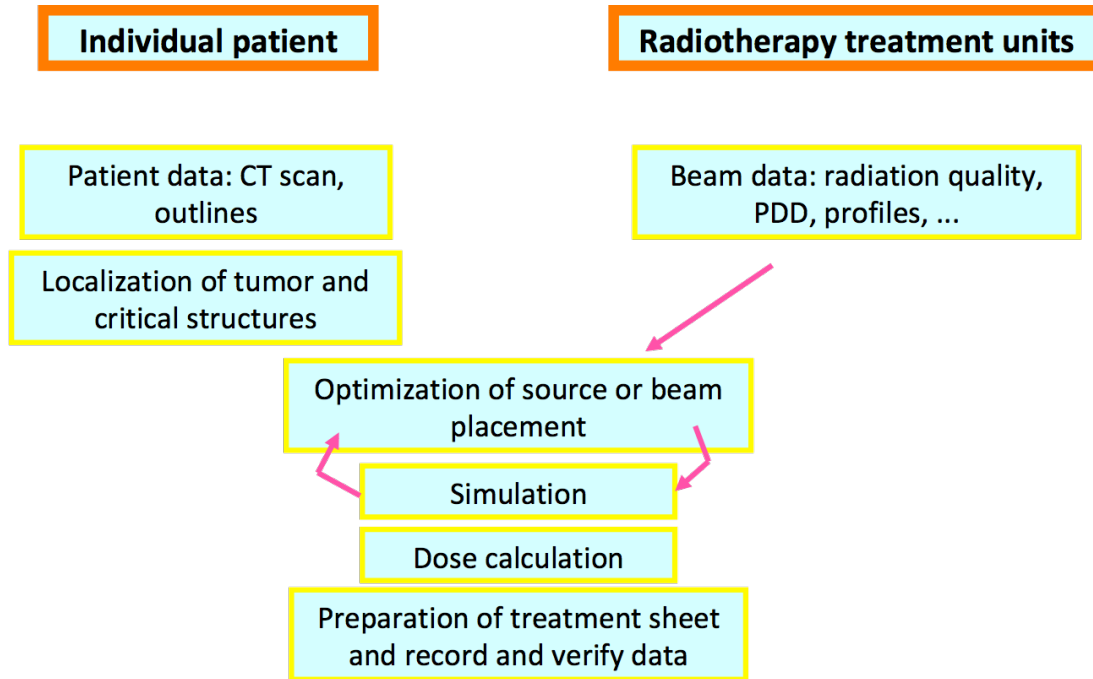 Individual patient
Radiotherapy treatment units
Patient data: CT scan,
outlines
Beam data: radiation quality,
PDD, profiles, ...
Localization of tumor and
critical structures
Optimization of source or beam
placement
Simulation
Dose calculation
Preparation of treatment sheet
and record and verify data